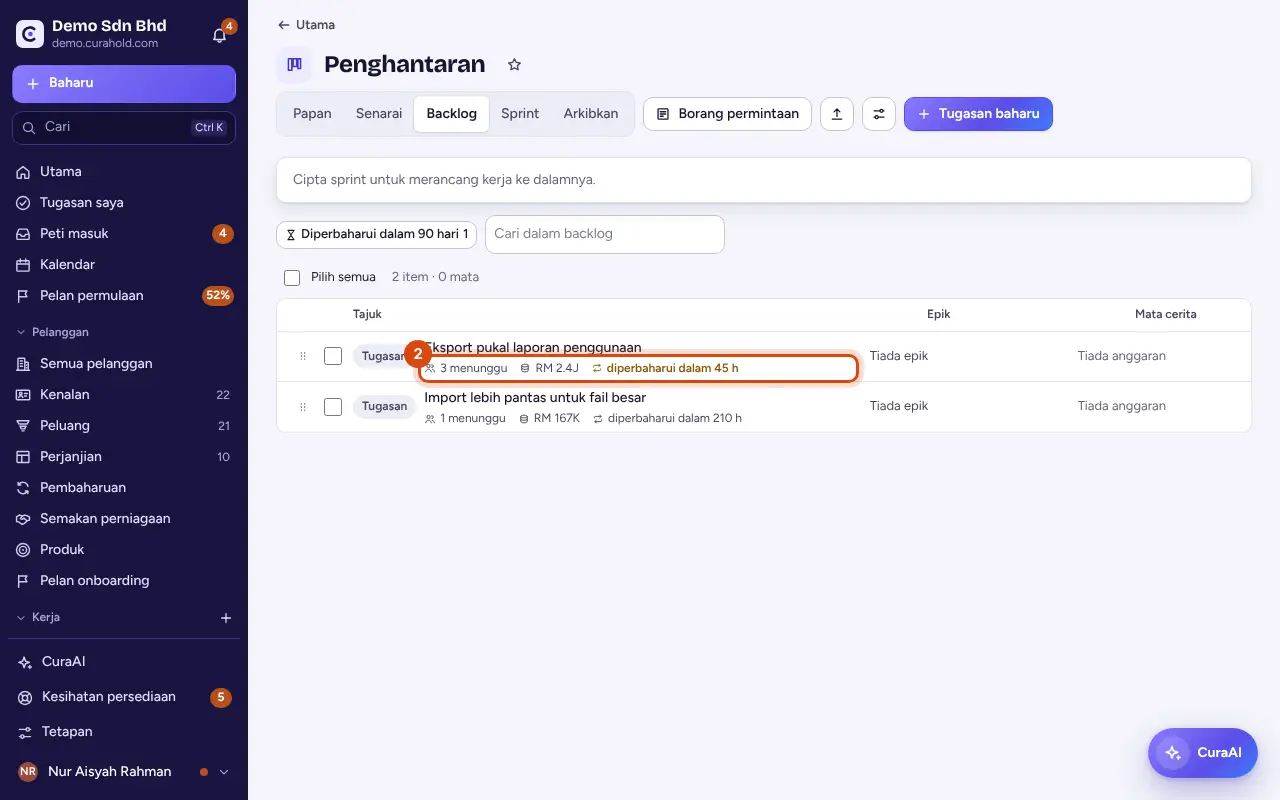 Demo Sdn Bhd
demo.curahold.com
4
Baharu
Cari
Ctrl K
Utama
Tugasan saya
Peti masuk
4
Kalendar
Pelan permulaan
52%
Pelanggan
Semua pelanggan
Kenalan
22
Peluang
21
Perjanjian
10
Pembaharuan
Semakan perniagaan
Produk
Pelan onboarding
Kerja
CuraAI
Kesihatan persediaan
5
Tetapan
NR
Nur Aisyah Rahman
Utama
Penghantaran
Papan
Senarai
Backlog
Sprint
Arkibkan
Borang permintaan
Tugasan baharu
Cipta sprint untuk merancang kerja ke dalamnya.
Diperbaharui dalam 90 hari 1
Cari dalam backlog
Pilih semua
2 item · 0 mata
Tajuk
Epik
Mata cerita
Tugasan
2
Eksport pukal laporan penggunaan
3 menunggu
RM 2.4J
diperbaharui dalam 45 h
Tiada epik
Tiada anggaran
Tugasan
Import lebih pantas untuk fail besar
1 menunggu
RM 167K
diperbaharui dalam 210 h
Tiada epik
Tiada anggaran
CuraAI